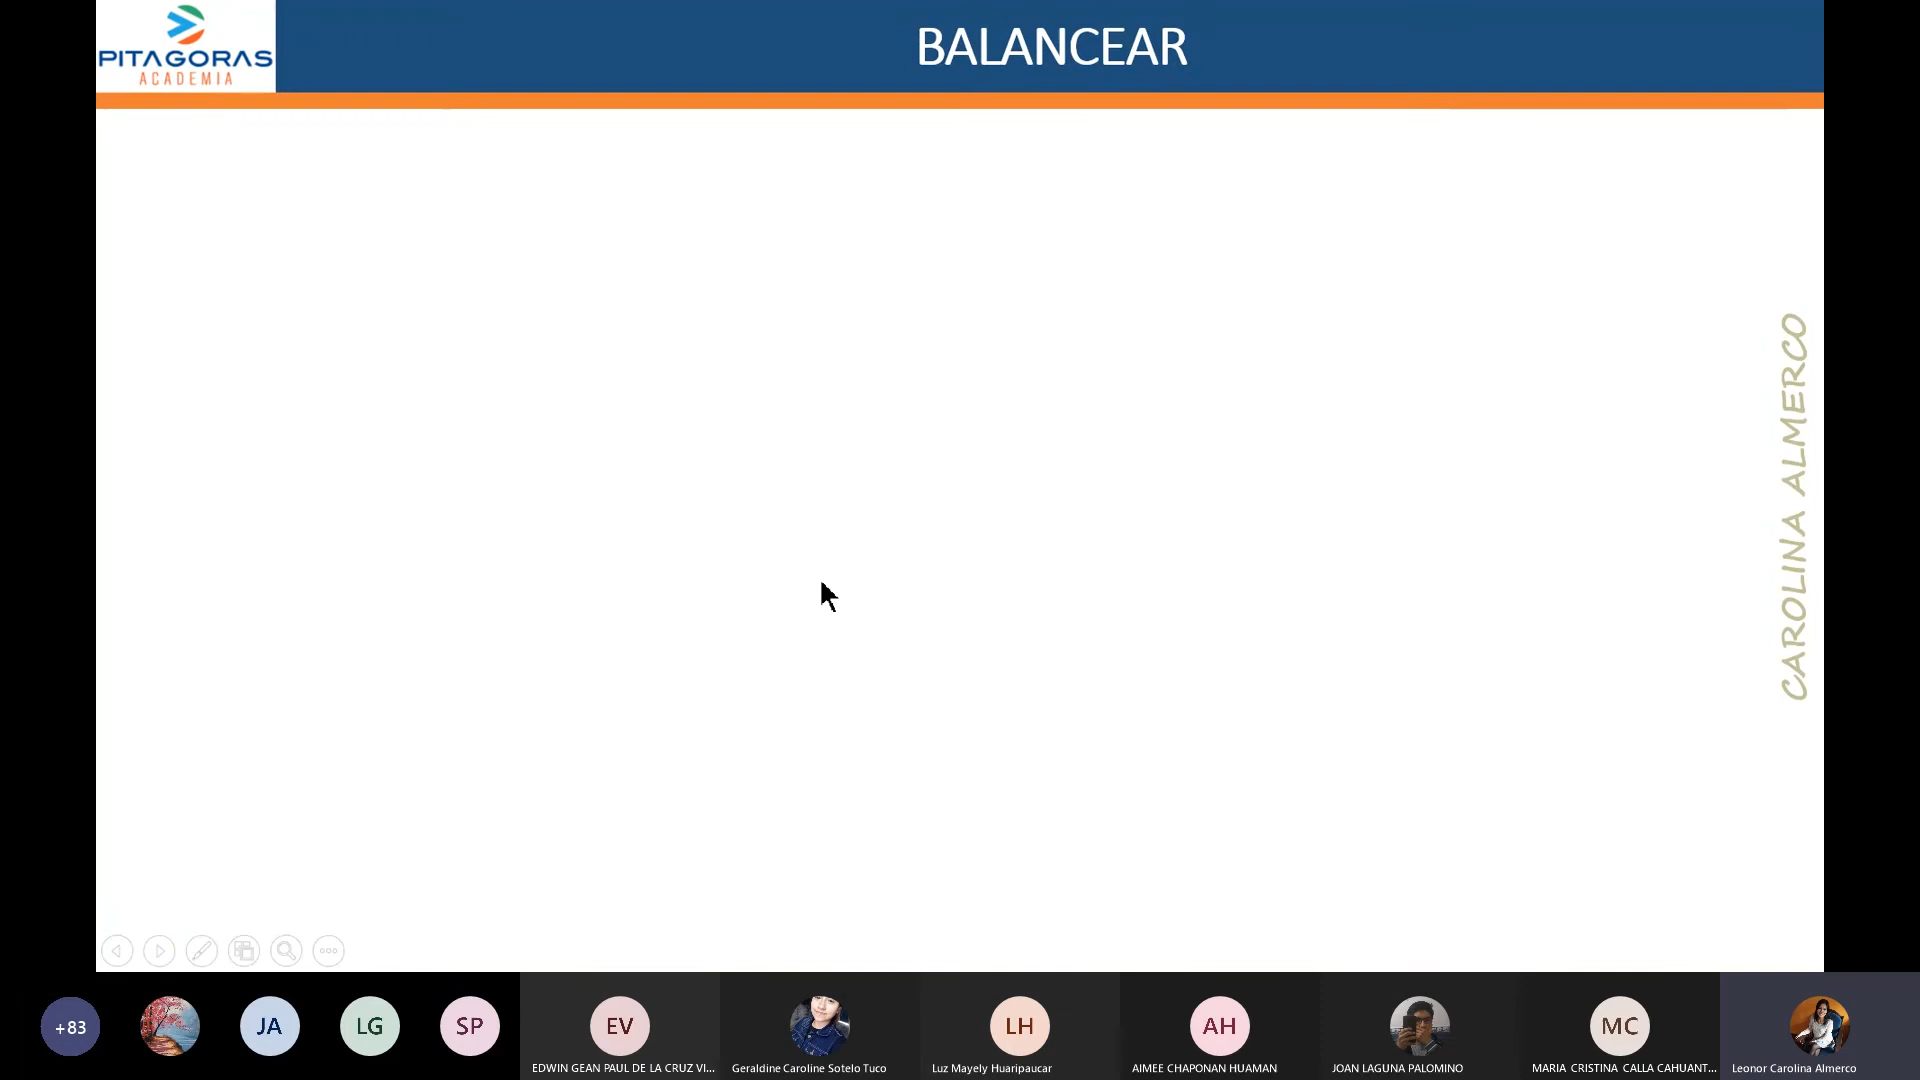 PITAGORAS
ACADEMIA
BALANCEAR
CAROLINA ALMERCO
+83
JA
LG
SP
EV
LH
AH
MC
EDWIN GEAN PAUL DE LA CRUZ VI...
Geraldine Caroline Sotelo Tuco
Luz Mayely Huaripaucar
AIMEE CHAPONAN HUAMAN
JOAN LAGUNA PALOMINO
MARIA CRISTINA CALLA CAHUANT...
Leonor Carolina Almerco